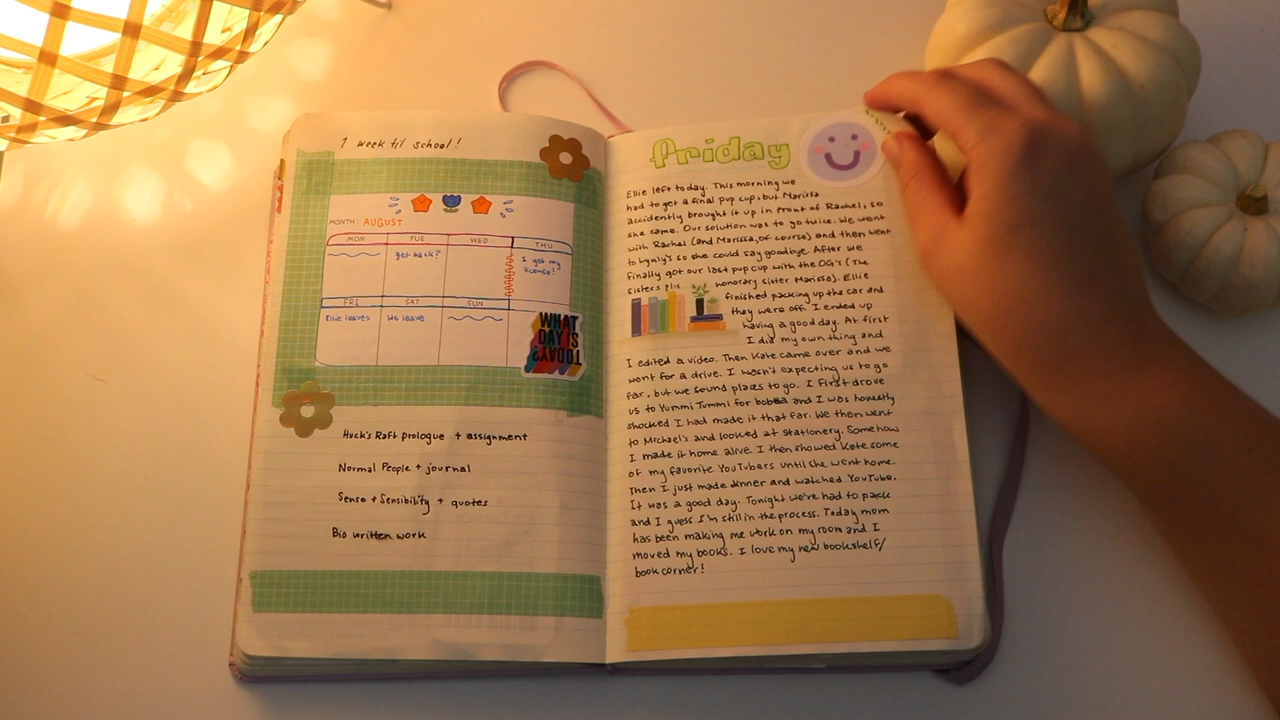 1 week til school!
MONTH: AUGUST
MON TUE WED THU
get back? I got my
license!
FRI SAT SUN
Ellie leaves We leave
WHAT
DAY IS
TODAY?
Huck's Raft prologue + assignment
Normal People + journal
Sense + Sensibility + quotes
Bio written work
friday
Ellie left today. This morning we
had to get a final pup cup, but Marissa
accidently brought it up in front of Rachel, so
she came. Our solution was to go twice. We went
with Rachel (and Marissa, of course) and then went
to Lynly's so she could say goodbye. After we
finally got our last pup cup with the OG's (the
sisters plus honorary sister Marissa). Ellie
finished packing up the car and
they were off. I ended up
having a good day. At first
I did my own thing and
I edited a video. Then Kate came over and we
went for a drive. I wasn't expecting us to go
far, but we found places to go. I first drove
us to Yummi Tummi for boba and I was honestly
shocked I had made it that far. We then went
to Michael's and looked at stationery. Somehow
I made it home alive. I then showed Kate some
of my favorite YouTubers until she went home.
Then I just made dinner and watched YouTube.
It was a good day. Tonight we've had to pack
and I guess I'm still in the process. Today mom
has been making me work on my room and I
moved my books. I love my new bookshelf/
book corner!